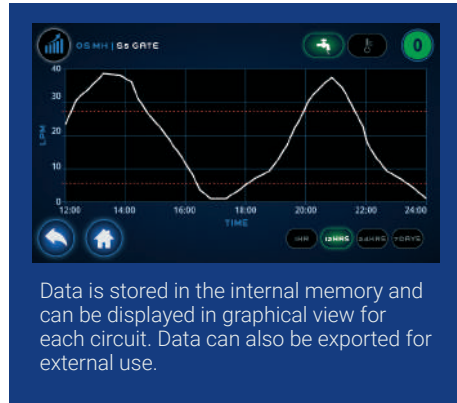 05 MH | S5 GATE
0
40
30
20
10
0
LPM
12:00 14:00 16:00 18:00 20:00 22:00 24:00
TIME
1HR 12HRS 24HRS 7DAYS
Data is stored in the internal memory and
can be displayed in graphical view for
each circuit. Data can also be exported for
external use.